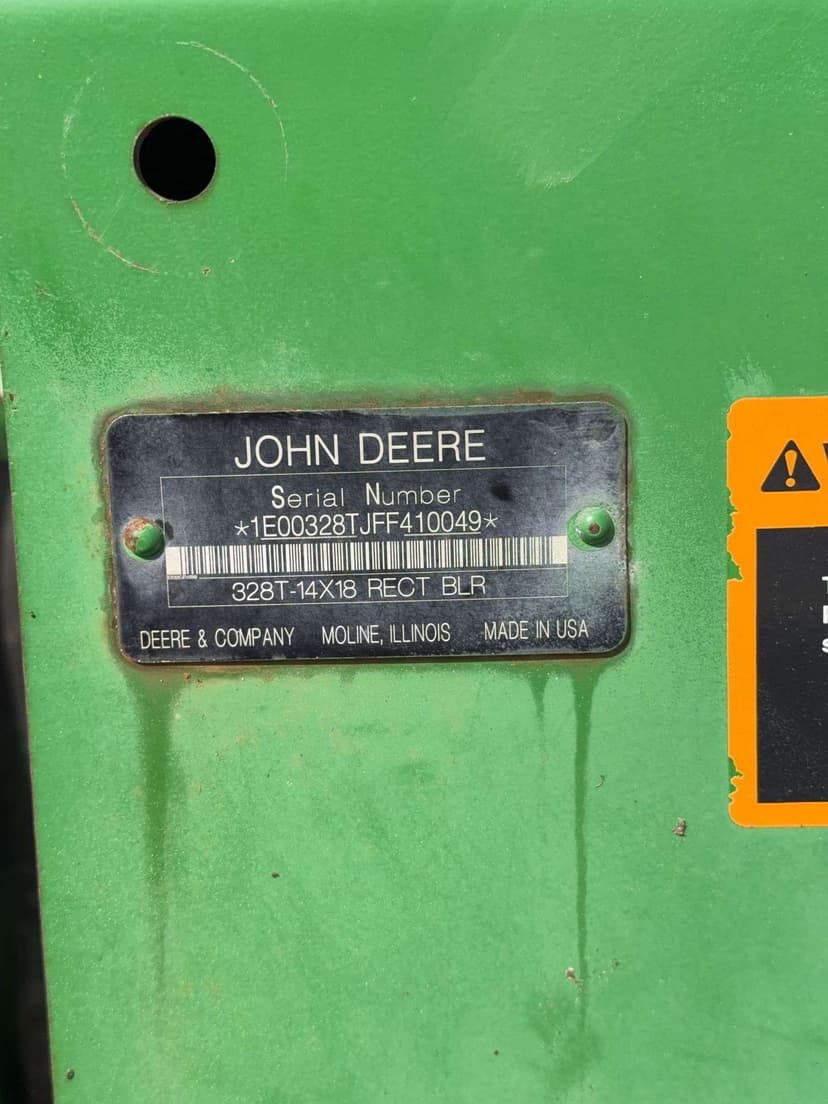 JOHN DEERE
Serial Number
*1E00328TJFF410049*
328T-14X18 RECT BLR
DEERE & COMPANY MOLINE, ILLINOIS MADE IN USA